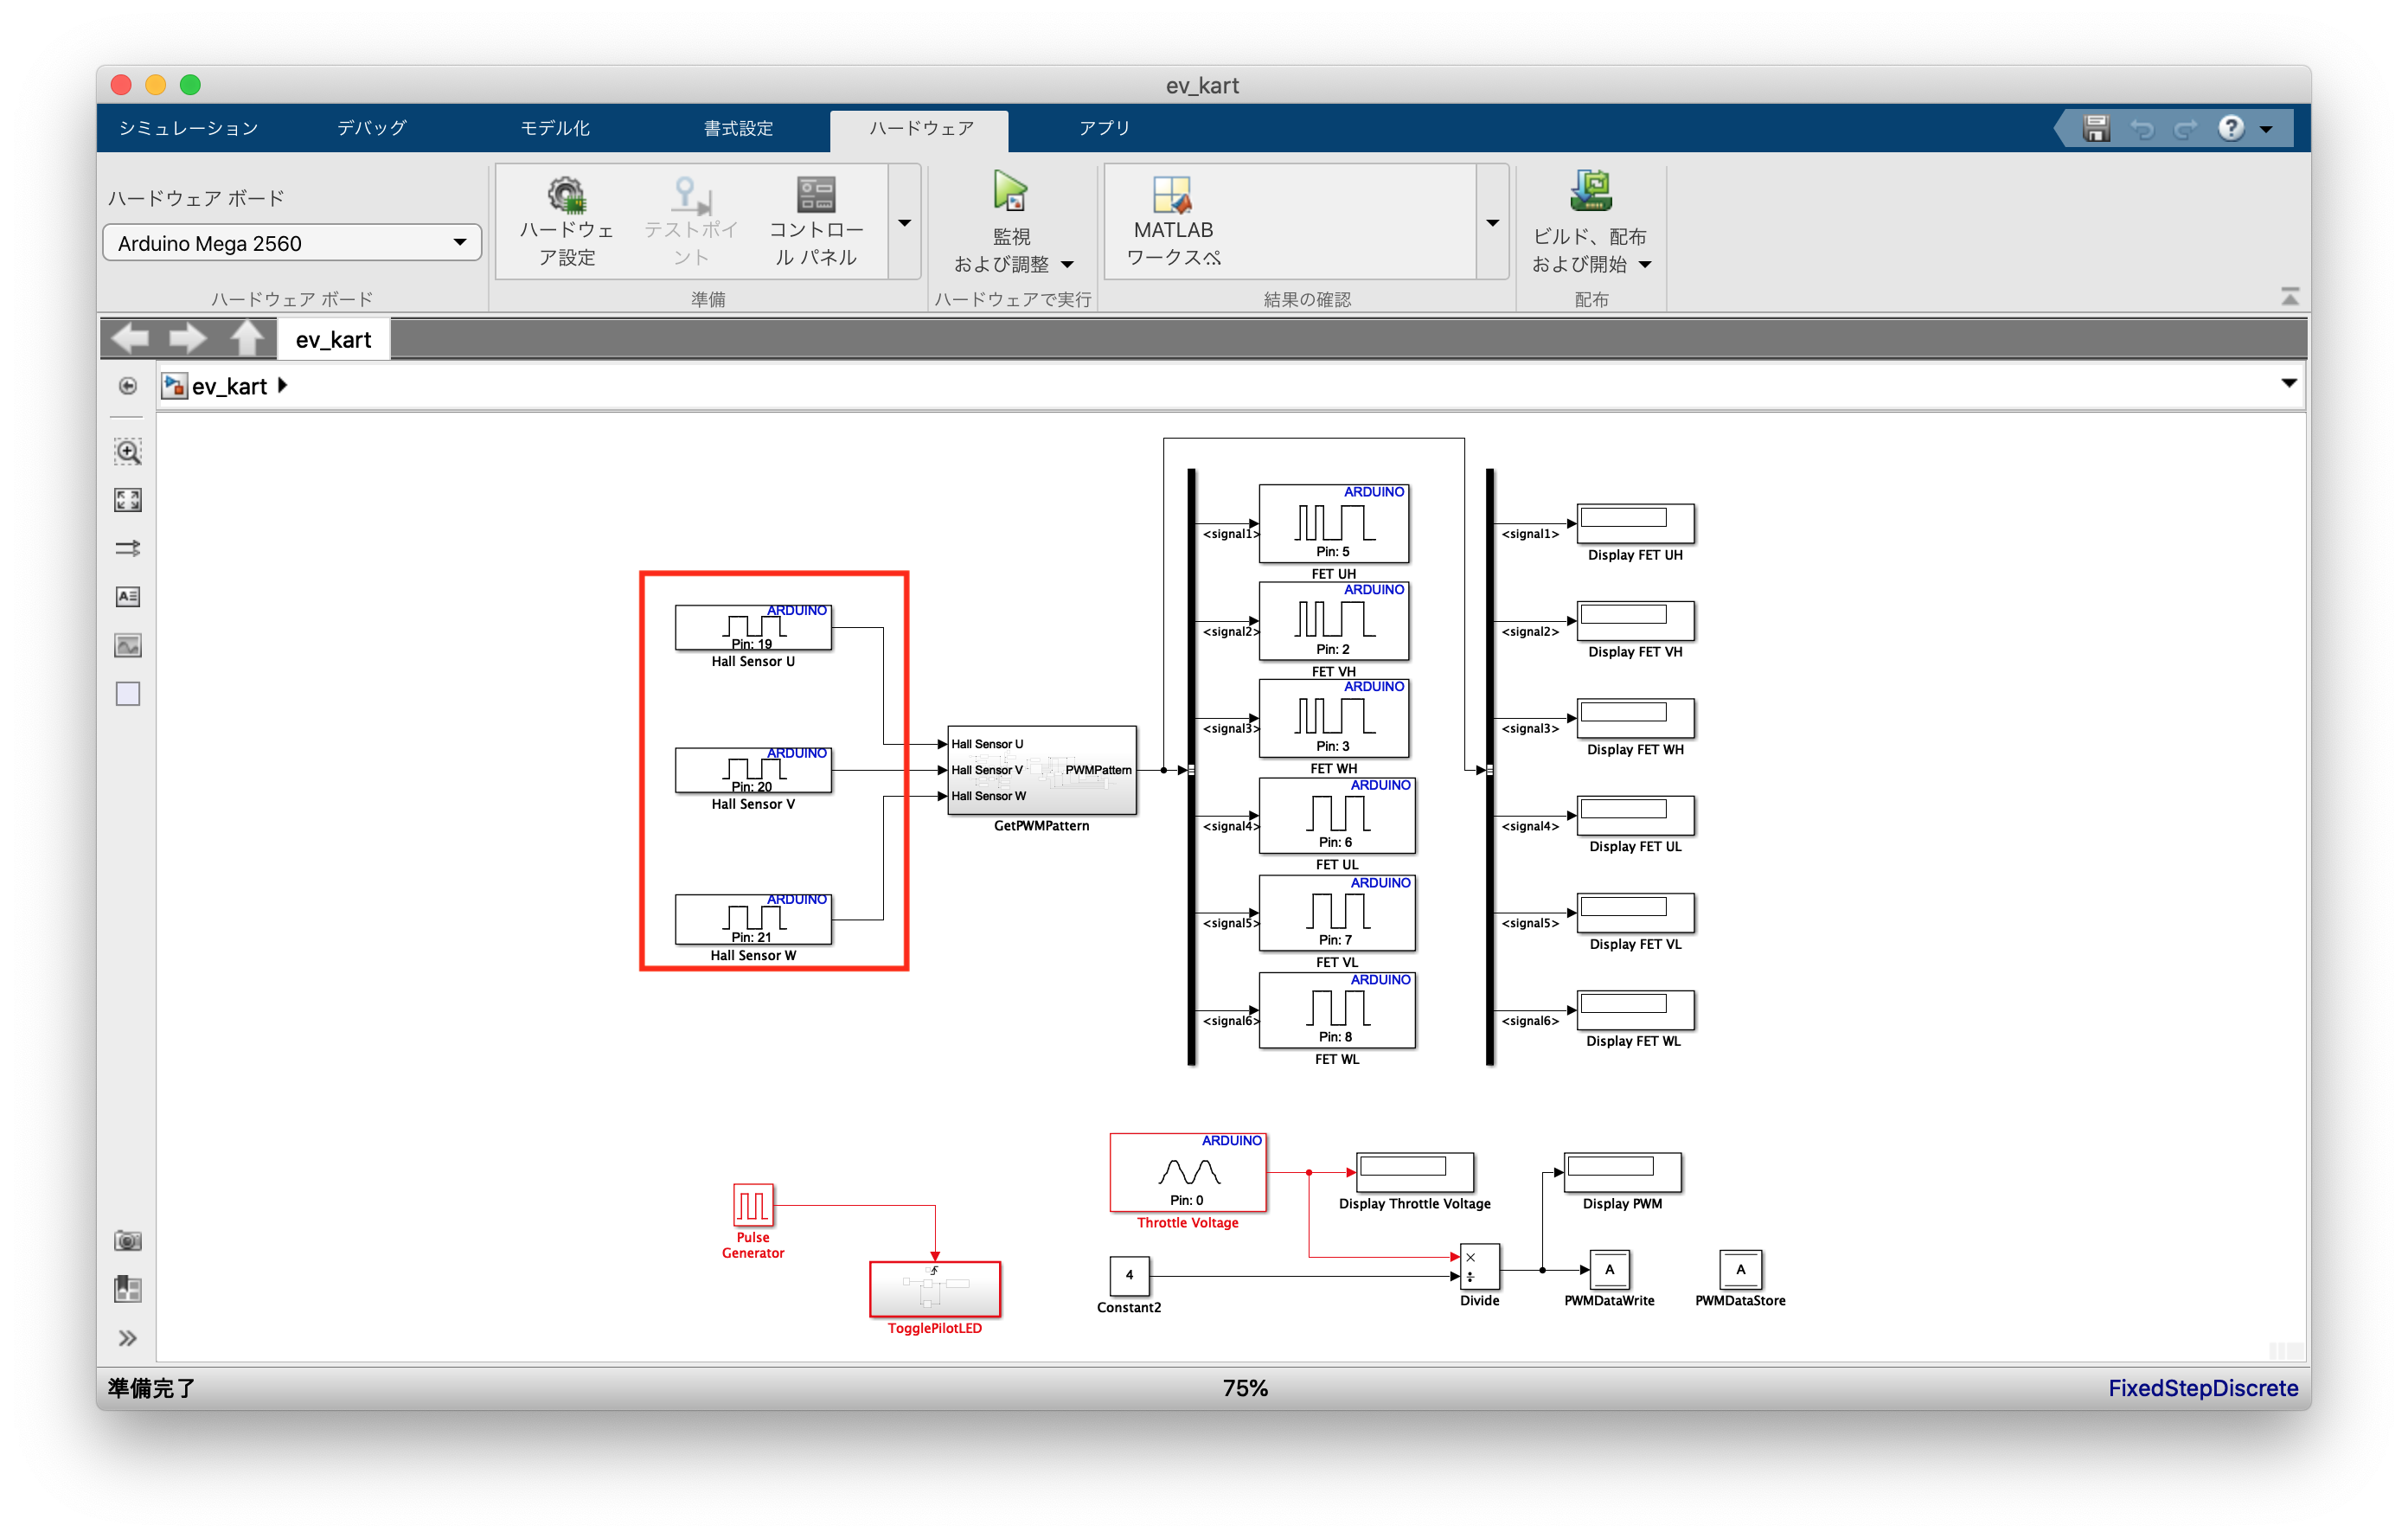 ev_kart
シミュレーション
デバッグ
モデル化
書式設定
ハードウェア
アプリ
ハードウェア ボード
Arduino Mega 2560
ハードウェア ボード
ハードウェ
ア設定
テストポイ
ント
コントロー
ル パネル
準備
監視
および調整
ハードウェアで実行
MATLAB
ワークスペ
結果の確認
ビルド、配布
および開始
配布
ev_kart
ev_kart
ARDUINO
Pin: 19
Hall Sensor U
ARDUINO
Pin: 20
Hall Sensor V
ARDUINO
Pin: 21
Hall Sensor W
Hall Sensor U
Hall Sensor V
PWMPattern
Hall Sensor W
GetPWMPattern
<signal1>
ARDUINO
Pin: 5
FET UH
<signal2>
ARDUINO
Pin: 2
FET VH
<signal3>
ARDUINO
Pin: 3
FET WH
<signal4>
ARDUINO
Pin: 6
FET UL
<signal5>
ARDUINO
Pin: 7
FET VL
<signal6>
ARDUINO
Pin: 8
FET WL
<signal1>
Display FET UH
<signal2>
Display FET VH
<signal3>
Display FET WH
<signal4>
Display FET UL
<signal5>
Display FET VL
<signal6>
Display FET WL
Pulse
Generator
TogglePilotLED
ARDUINO
Pin: 0
Throttle Voltage
Display Throttle Voltage
Display PWM
4
Constant2
×
÷
Divide
A
PWMDataWrite
A
PWMDataStore
準備完了
75%
FixedStepDiscrete